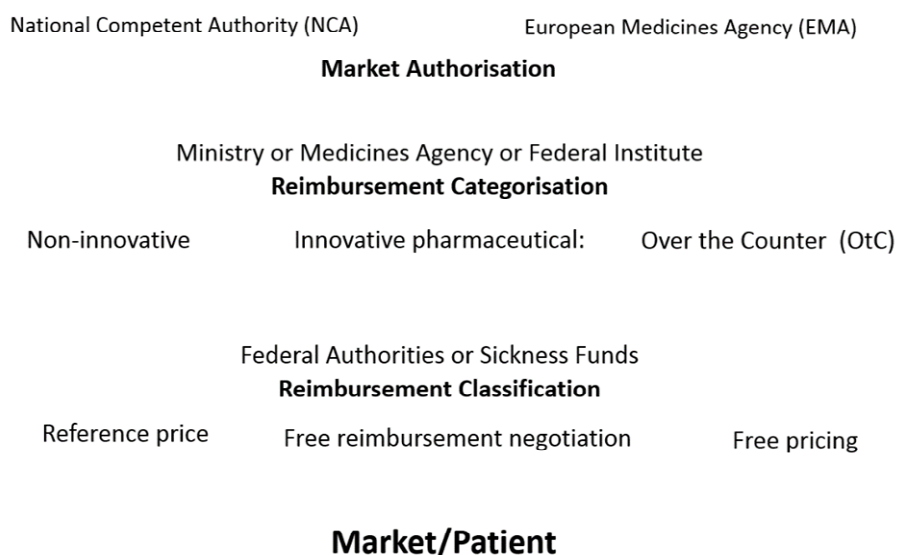 National Competent Authority (NCA) European Medicines Agency (EMA)
Market Authorisation
Ministry or Medicines Agency or Federal Institute
Reimbursement Categorisation
Non-innovative Innovative pharmaceutical: Over the Counter (OtC)
Federal Authorities or Sickness Funds
Reimbursement Classification
Reference price Free reimbursement negotiation Free pricing
Market/Patient